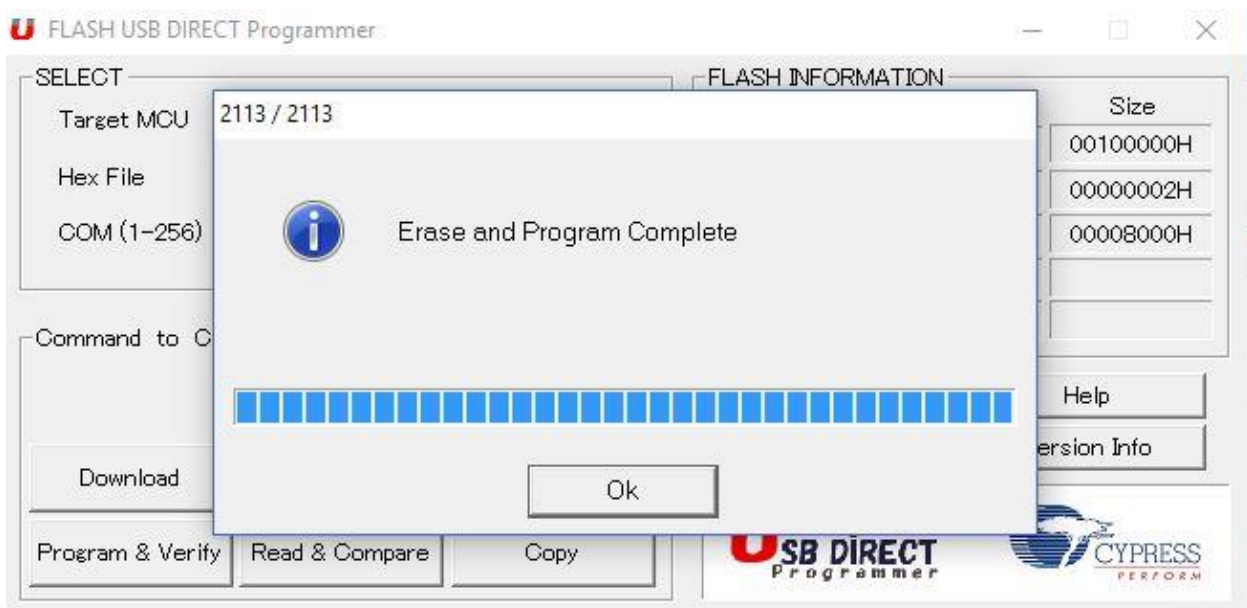 FLASH USB DIRECT Programmer
SELECT
FLASH INFORMATION
Target MCU
2113 / 2113
Size
00100000H
Hex File
00000002H
COM (1-256)
Erase and Program Complete
00008000H
Command to C
Help
ersion Info
Download
Ok
Program & Verify
Read & Compare
Copy
USB DIRECT
Programmer
CYPRESS
PERFORM